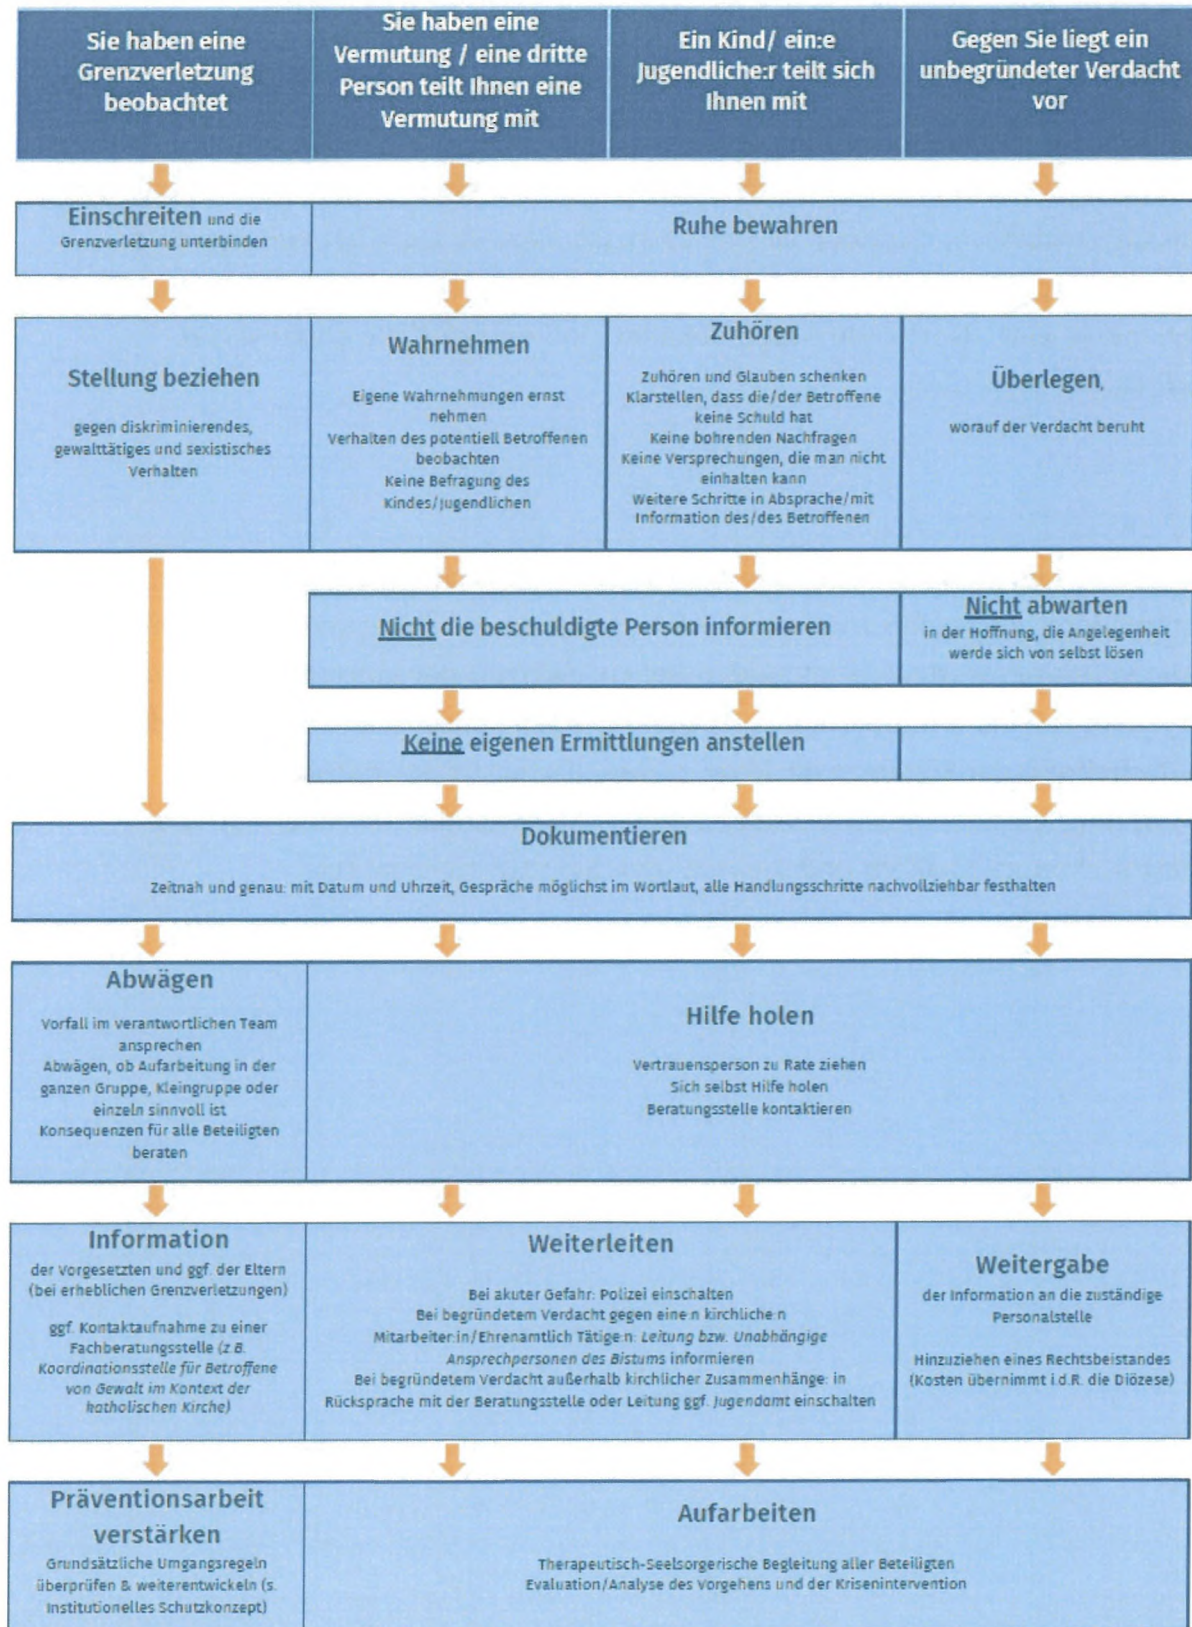 Sie haben eine
Grenzverletzung
beobachtet
Sie haben eine
Vermutung / eine dritte
Person teilt Ihnen eine
Vermutung mit
Ein Kind/ ein:e
Jugendliche:r teilt sich
Ihnen mit
Gegen Sie liegt ein
unbegründeter Verdacht
vor
Einschreiten und die
Grenzverletzung unterbinden
Ruhe bewahren
Stellung beziehen
gegen diskriminierendes,
gewalttätiges und sexistisches
Verhalten
Wahrnehmen
Eigene Wahrnehmungen ernst
nehmen
Verhalten des potentiell Betroffenen
beobachten
Keine Befragung des
Kindes/Jugendlichen
Zuhören
Zuhören und Glauben schenken
Klarstellen, dass die/der Betroffene
keine Schuld hat
Keine bohrenden Nachfragen
Keine Versprechungen, die man nicht
einhalten kann
Weitere Schritte in Absprache/mit
Information des/des Betroffenen
Überlegen,
worauf der Verdacht beruht
Nicht die beschuldigte Person informieren
Nicht abwarten
in der Hoffnung, die Angelegenheit
werde sich von selbst lösen
Keine eigenen Ermittlungen anstellen
Dokumentieren
Zeitnah und genau: mit Datum und Uhrzeit, Gespräche möglichst im Wortlaut, alle Handlungsschritte nachvollziehbar festhalten
Abwägen
Vorfall im verantwortlichen Team
ansprechen
Abwägen, ob Aufarbeitung in der
ganzen Gruppe, Kleingruppe oder
einzeln sinnvoll ist
Konsequenzen für alle Beteiligten
beraten
Hilfe holen
Vertrauensperson zu Rate ziehen
Sich selbst Hilfe holen
Beratungsstelle kontaktieren
Information
der Vorgesetzten und ggf. der Eltern
(bei erheblichen Grenzverletzungen)
ggf. Kontaktaufnahme zu einer
Fachberatungsstelle (z.B.
Koordinationsstelle für Betroffene
von Gewalt im Kontext der
katholischen Kirche)
Weiterleiten
Bei akuter Gefahr: Polizei einschalten
Bei begründetem Verdacht gegen eine:n kirchliche:n
Mitarbeiter:in/Ehrenamtlich Tätige:n: Leitung bzw. Unabhängige
Ansprechpersonen des Bistums informieren
Bei begründetem Verdacht außerhalb kirchlicher Zusammenhänge: in
Rücksprache mit der Beratungsstelle oder Leitung ggf. Jugendamt einschalten
Weitergabe
der Information an die zuständige
Personalstelle
Hinzuziehen eines Rechtsbeistandes
(Kosten übernimmt i.d.R. die Diözese)
Präventionsarbeit
verstärken
Grundsätzliche Umgangsregeln
überprüfen & weiterentwickeln (s.
Institutionelles Schutzkonzept)
Aufarbeiten
Therapeutisch-Seelsorgerische Begleitung aller Beteiligten
Evaluation/Analyse des Vorgehens und der Krisenintervention